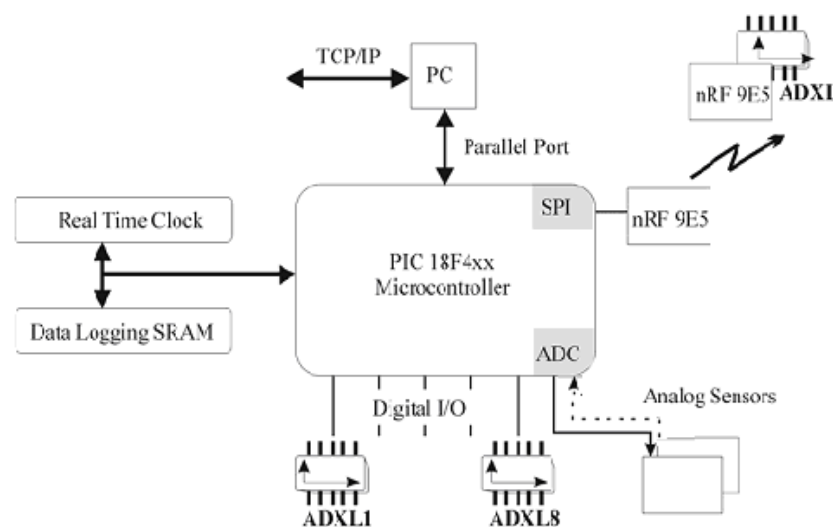 TCP/IP
PC
nRF 9E5
ADXL
Parallel Port
SPI
nRF 9E5
Real Time Clock
PIC 18F4xx
Microcontroller
Data Logging SRAM
ADC
Digital I/O
Analog Sensors
ADXL1
ADXL8